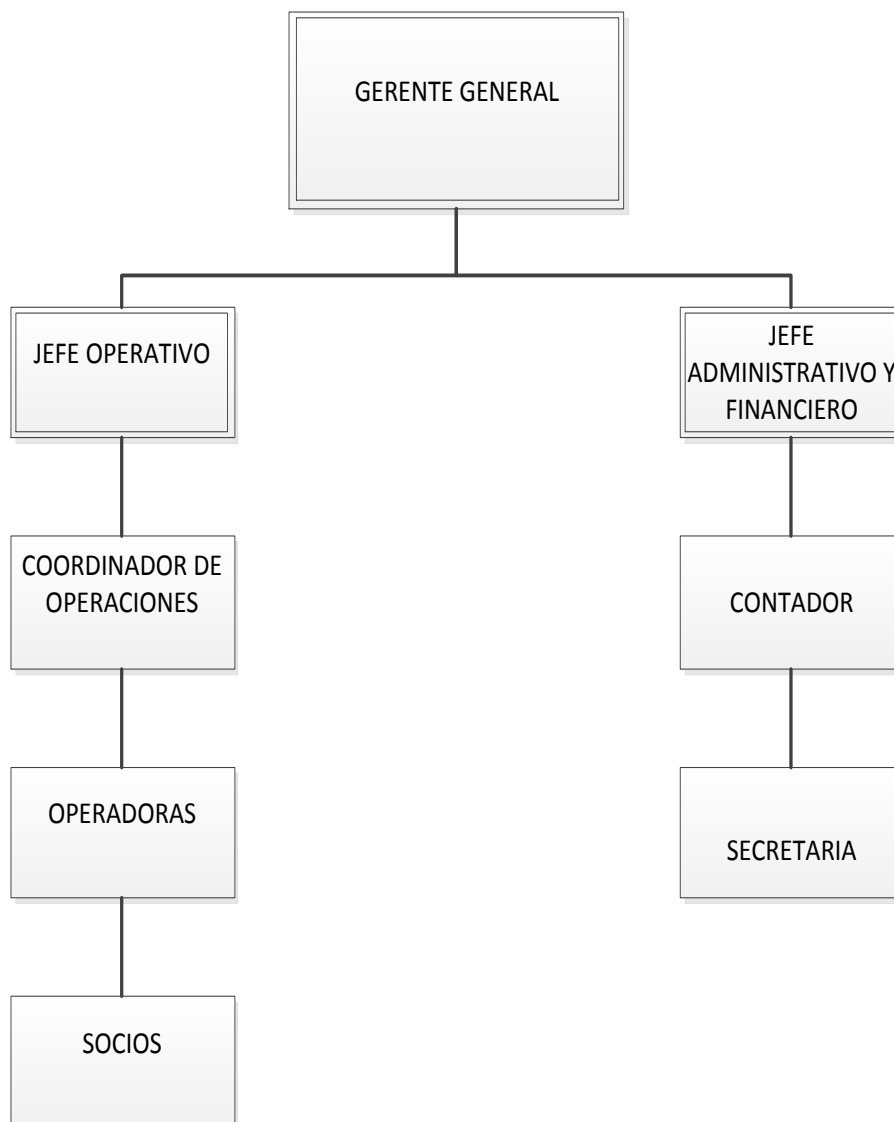 GERENTE GENERAL
JEFE OPERATIVO
JEFE
ADMINISTRATIVO Y
FINANCIERO
COORDINADOR DE
OPERACIONES
CONTADOR
OPERADORAS
SECRETARIA
SOCIOS